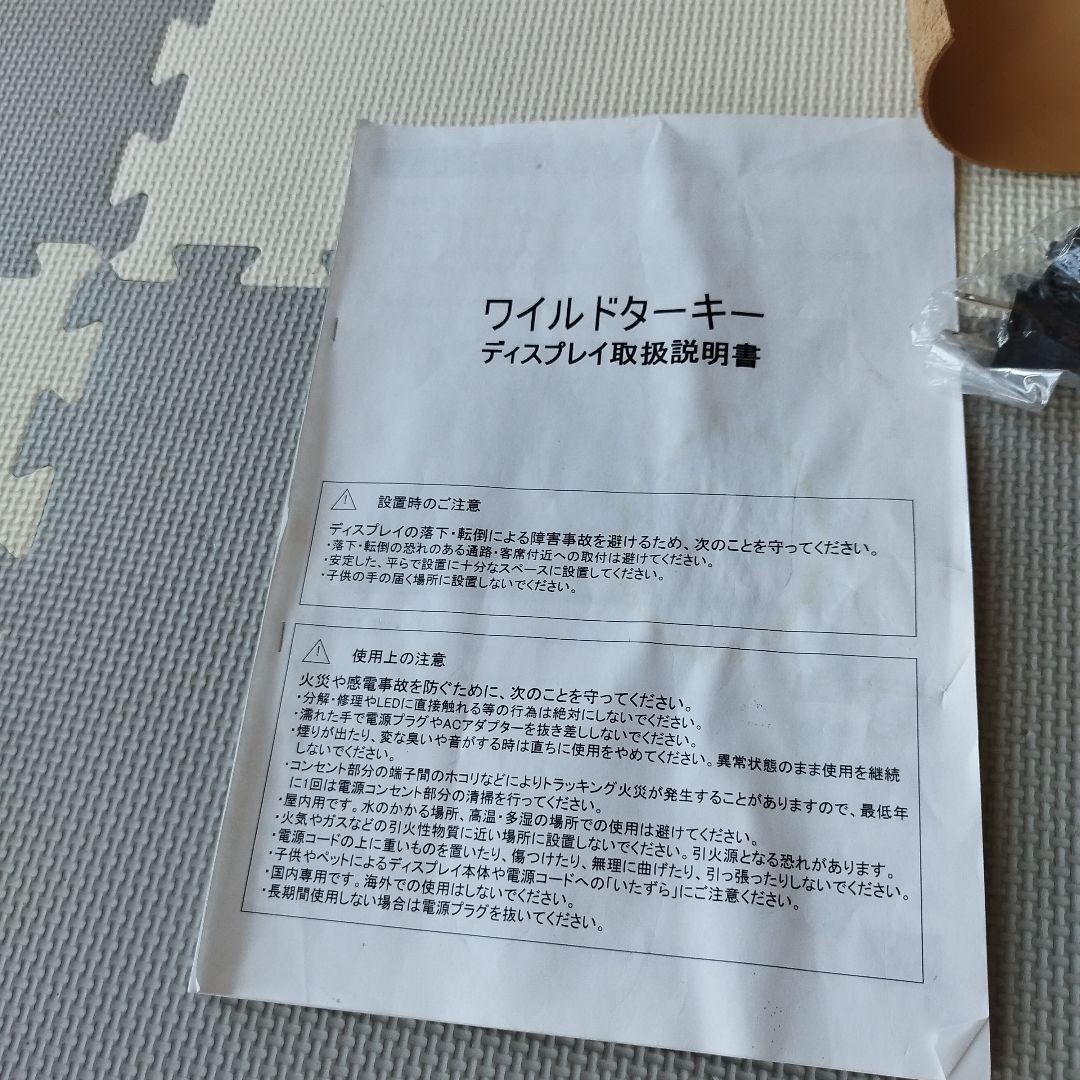 ワイルドターキー
ディスプレイ取扱説明書
設置時のご注意
ディスプレイの落下・転倒による障害事故を避けるため、次のことを守ってください。
・落下・転倒の恐れのある通路・客席付近への取付は避けてください。
・安定した、平らで設置に十分なスペースに設置してください。
・子供の手の届く場所に設置しないでください。
使用上の注意
火災や感電事故を防ぐために、次のことを守ってください。
・分解・修理やLEDに直接触れる等の行為は絶対にしないでください。
・濡れた手で電源プラグやACアダプターを抜き差ししないでください。
・煙りが出たり、変な臭いや音がする時は直ちに使用をやめてください。異常状態のまま使用を継続
しないでください。
・コンセント部分の端子間のホコリなどによりトラッキング火災が発生することがありますので、最低年
に1回は電源コンセント部分の清掃を行ってください。
・屋内用です。水のかかる場所、高温・多湿の場所での使用は避けてください。
・火気やガスなどの引火性物質に近い場所に設置しないでください。引火源となる恐れがあります。
・電源コードの上に重いものを置いたり、傷つけたり、無理に曲げたり、引っ張ったりしないでください。
・子供やペットによるディスプレイ本体や電源コードへの「いたずら」にご注意ください。
・国内専用です。海外での使用はしないでください。
・長期間使用しない場合は電源プラグを抜いてください。